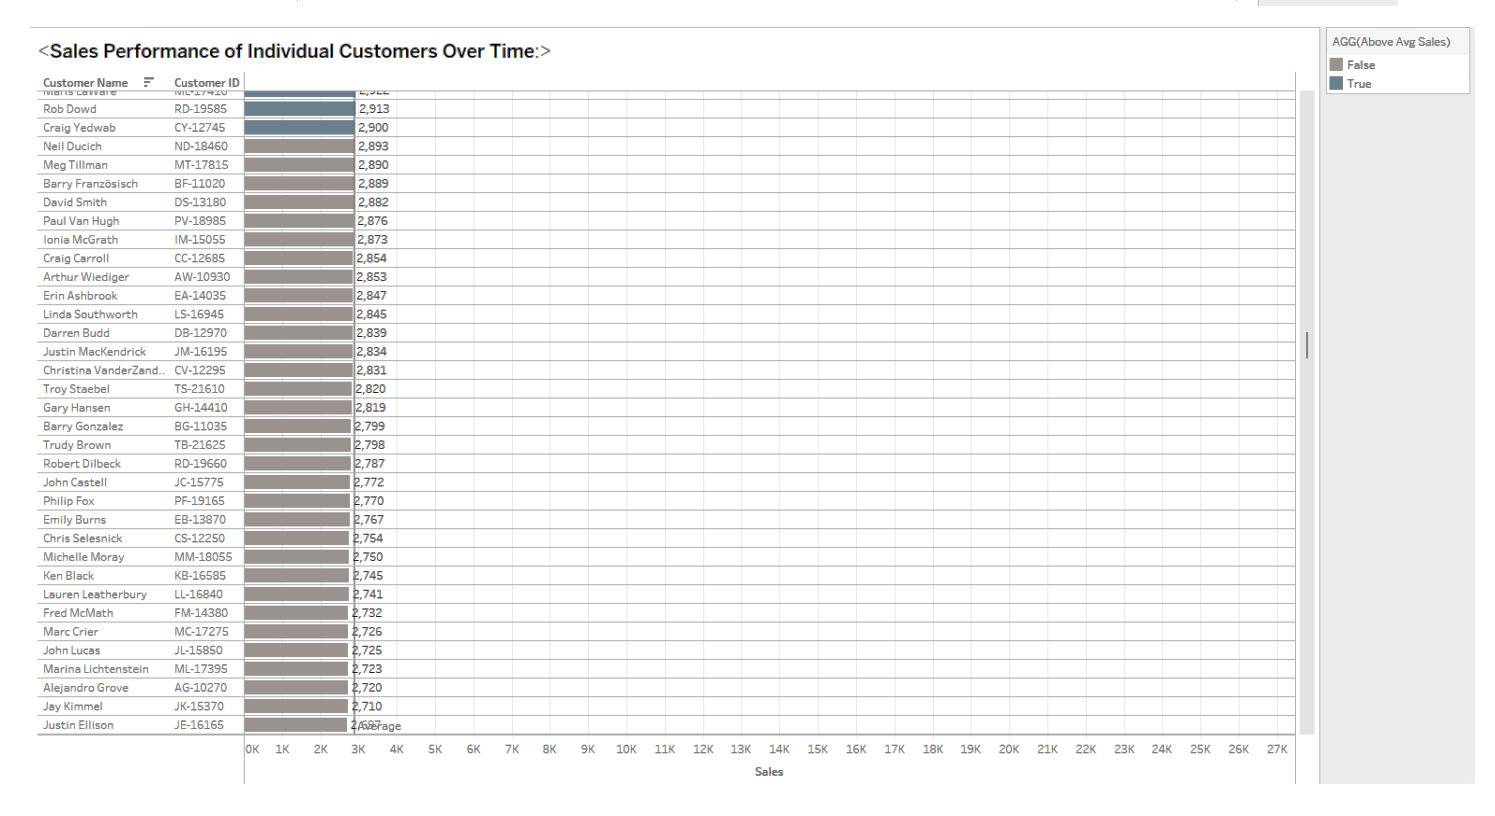 <Sales Performance of Individual Customers Over Time:>
Customer Name Customer ID
Maris LaWare ML-17410 2,922
Rob Dowd RD-19585 2,913
Craig Yedwab CY-12745 2,900
Neil Ducich ND-18460 2,893
Meg Tillman MT-17815 2,890
Barry Französisch BF-11020 2,889
David Smith DS-13180 2,882
Paul Van Hugh PV-18985 2,876
Ionia McGrath IM-15055 2,873
Craig Carroll CC-12685 2,854
Arthur Wiediger AW-10930 2,853
Erin Ashbrook EA-14035 2,847
Linda Southworth LS-16945 2,845
Darren Budd DB-12970 2,839
Justin MacKendrick JM-16195 2,834
Christina VanderZand.. CV-12295 2,831
Troy Staebel TS-21610 2,820
Gary Hansen GH-14410 2,819
Barry Gonzalez BG-11035 2,799
Trudy Brown TB-21625 2,798
Robert Dilbeck RD-19660 2,787
John Castell JC-15775 2,772
Philip Fox PF-19165 2,770
Emily Burns EB-13870 2,767
Chris Selesnick CS-12250 2,754
Michelle Moray MM-18055 2,750
Ken Black KB-16585 2,745
Lauren Leatherbury LL-16840 2,741
Fred McMath FM-14380 2,732
Marc Crier MC-17275 2,726
John Lucas JL-15850 2,725
Marina Lichtenstein ML-17395 2,723
Alejandro Grove AG-10270 2,720
Jay Kimmel JK-15370 2,710
Justin Ellison JE-16165 Average
0K 1K 2K 3K 4K 5K 6K 7K 8K 9K 10K 11K 12K 13K 14K 15K 16K 17K 18K 19K 20K 21K 22K 23K 24K 25K 26K 27K
Sales
AGG(Above Avg Sales)
False
True